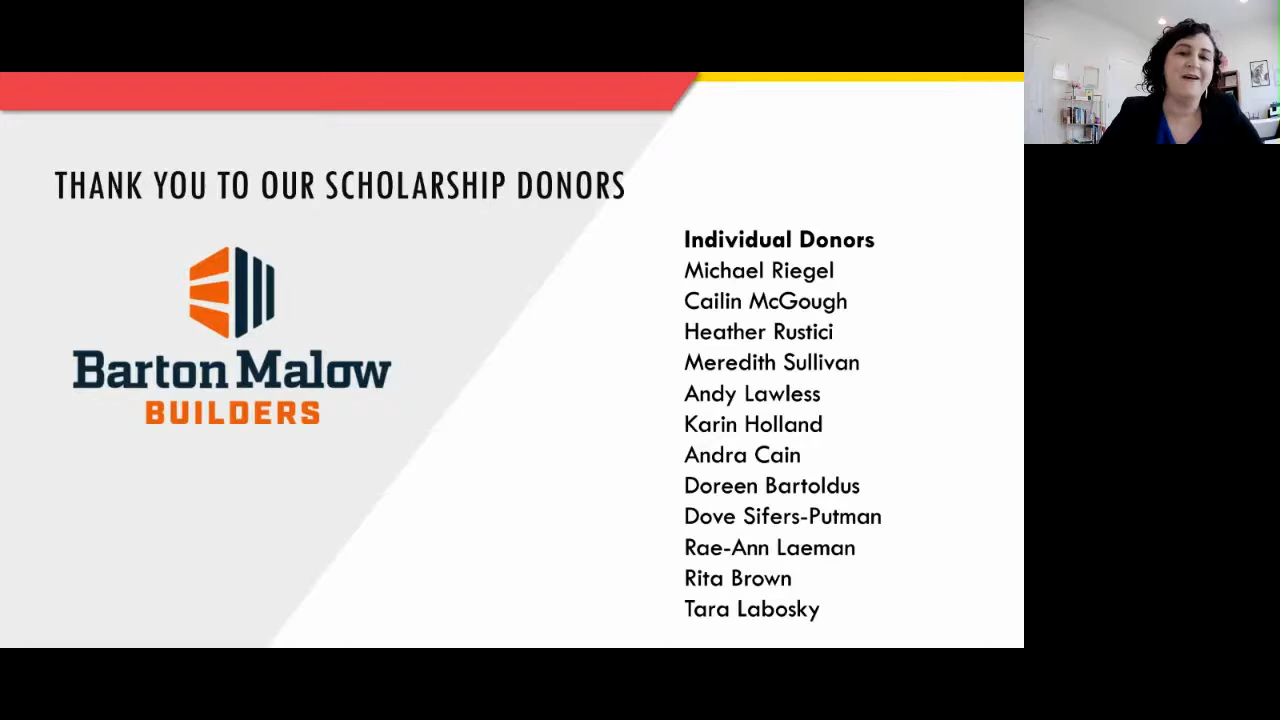 THANK YOU TO OUR SCHOLARSHIP DONORS
Barton Malow
BUILDERS
Individual Donors
Michael Riegel
Cailin McGough
Heather Rustici
Meredith Sullivan
Andy Lawless
Karin Holland
Andra Cain
Doreen Bartoldus
Dove Sifers-Putman
Rae-Ann Laeman
Rita Brown
Tara Labosky